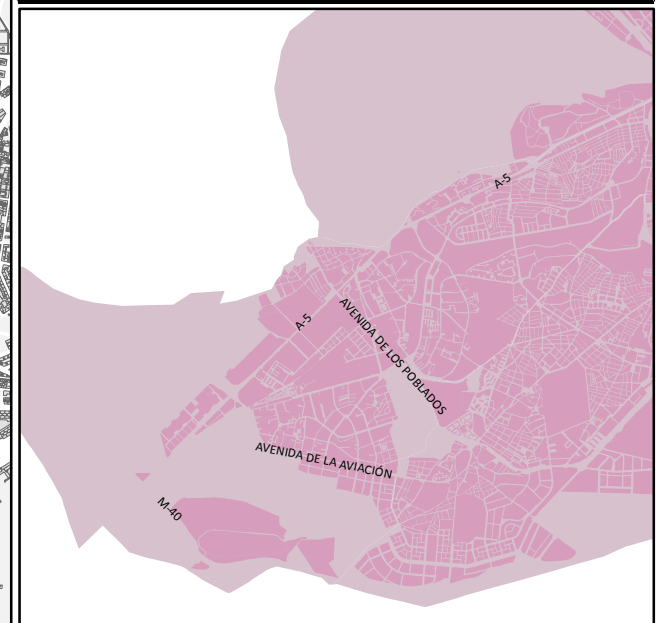 A-5
A-5
AVENIDA DE LOS POBLADOS
AVENIDA DE LA AVIACIÓN
M-40